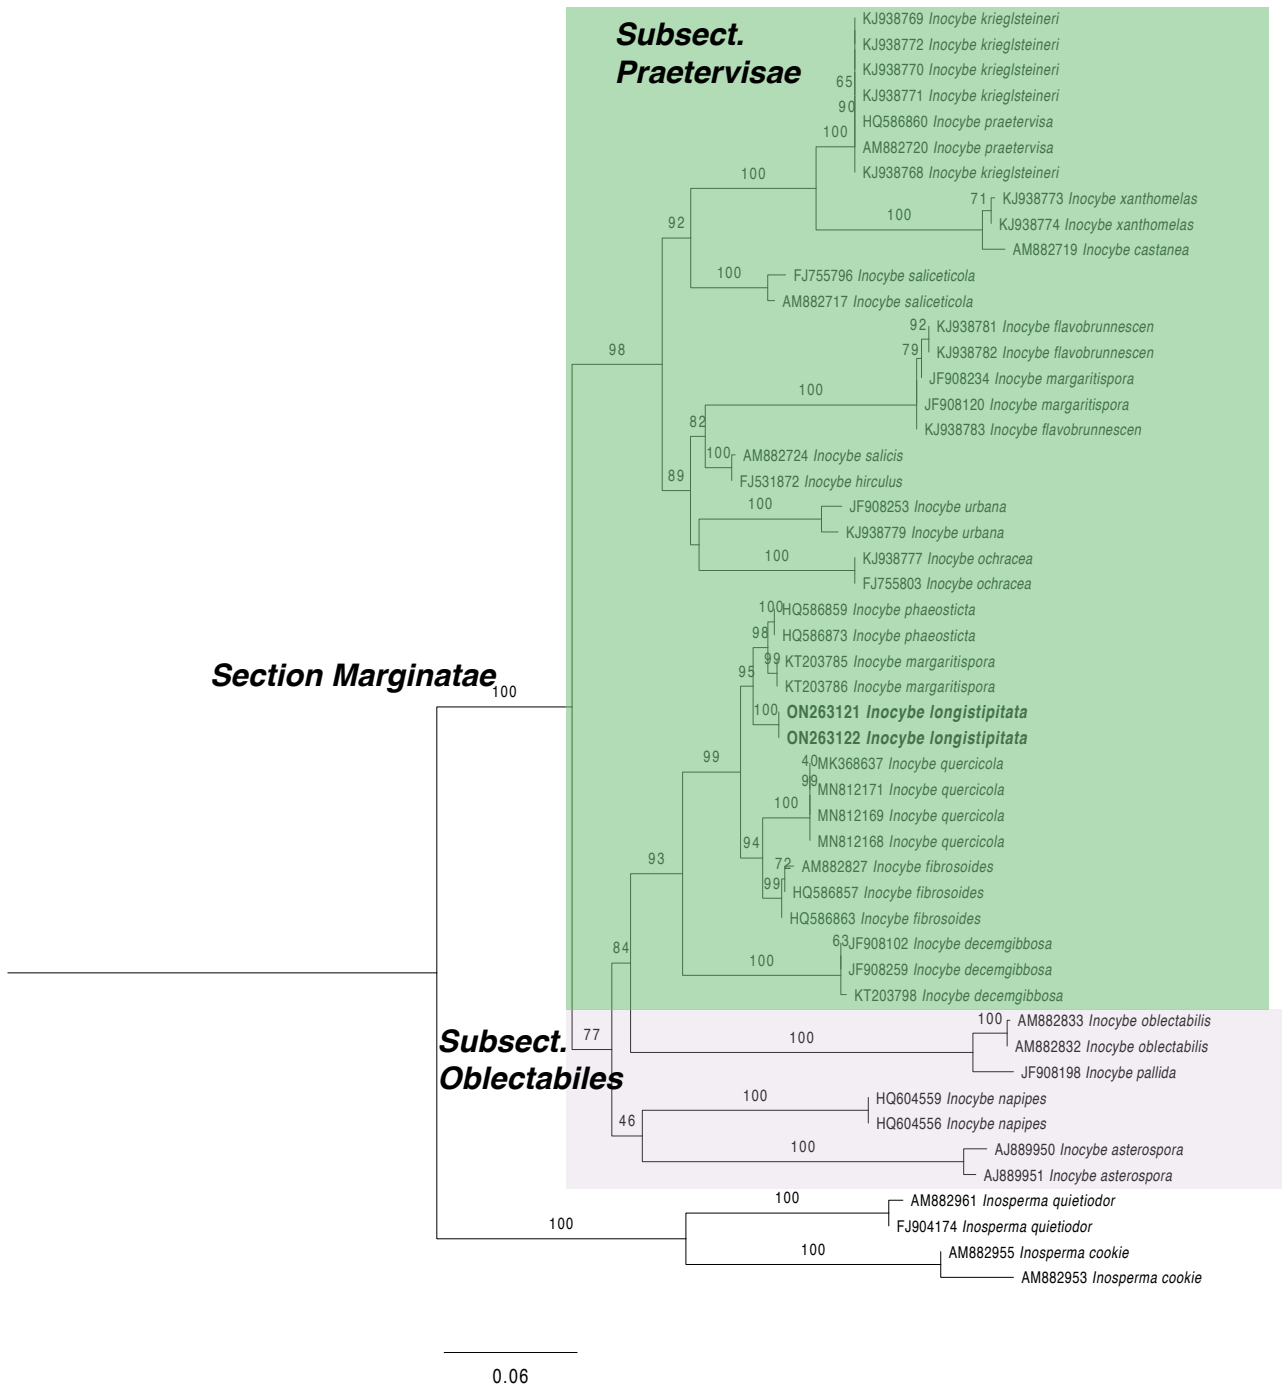 Subsect.
Praetervisae
KJ938769 Inocybe krieglsteineri
KJ938772 Inocybe krieglsteineri
KJ938770 Inocybe krieglsteineri
65
KJ938771 Inocybe krieglsteineri
90
HQ586860 Inocybe praetervisa
100
AM882720 Inocybe praetervisa
KJ938768 Inocybe krieglsteineri
100
71
KJ938773 Inocybe xanthomelas
100
KJ938774 Inocybe xanthomelas
AM882719 Inocybe castanea
92
100
FJ755796 Inocybe saliceticola
AM882717 Inocybe saliceticola
92
KJ938781 Inocybe flavobrunnescen
98
79
KJ938782 Inocybe flavobrunnescen
JF908234 Inocybe margaritispora
100
JF908120 Inocybe margaritispora
82
KJ938783 Inocybe flavobrunnescen
100
AM882724 Inocybe salicis
89
FJ531872 Inocybe hirculus
100
JF908253 Inocybe urbana
KJ938779 Inocybe urbana
100
KJ938777 Inocybe ochracea
FJ755803 Inocybe ochracea
100
HQ586859 Inocybe phaeosticta
98
HQ586873 Inocybe phaeosticta
99
KT203785 Inocybe margaritispora
95
Section Marginatae
100
KT203786 Inocybe margaritispora
100
ON263121 Inocybe longistipitata
ON263122 Inocybe longistipitata
99
40
MK368637 Inocybe quercicola
99
MN812171 Inocybe quercicola
100
MN812169 Inocybe quercicola
94
MN812168 Inocybe quercicola
93
72
AM882827 Inocybe fibrosoides
99
HQ586857 Inocybe fibrosoides
HQ586863 Inocybe fibrosoides
84
63
JF908102 Inocybe decemgibbosa
100
JF908259 Inocybe decemgibbosa
KT203798 Inocybe decemgibbosa
Subsect.
Oblectabiles
77
100
AM882833 Inocybe oblectabilis
100
AM882832 Inocybe oblectabilis
JF908198 Inocybe pallida
100
HQ604559 Inocybe napipes
46
HQ604556 Inocybe napipes
100
AJ889950 Inocybe asterospora
AJ889951 Inocybe asterospora
100
AM882961 Inosperma quietiodor
100
FJ904174 Inosperma quietiodor
100
AM882955 Inosperma cookie
AM882953 Inosperma cookie
0.06